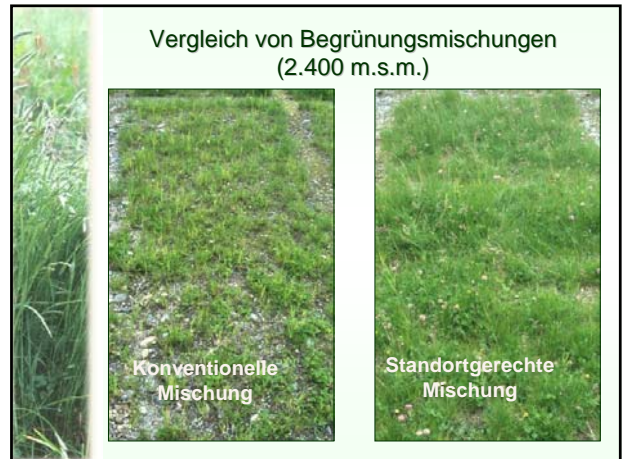 Vergleich von Begrünungsmischungen
(2.400 m.s.m.)
Konventionelle
Mischung
Standortgerechte
Mischung